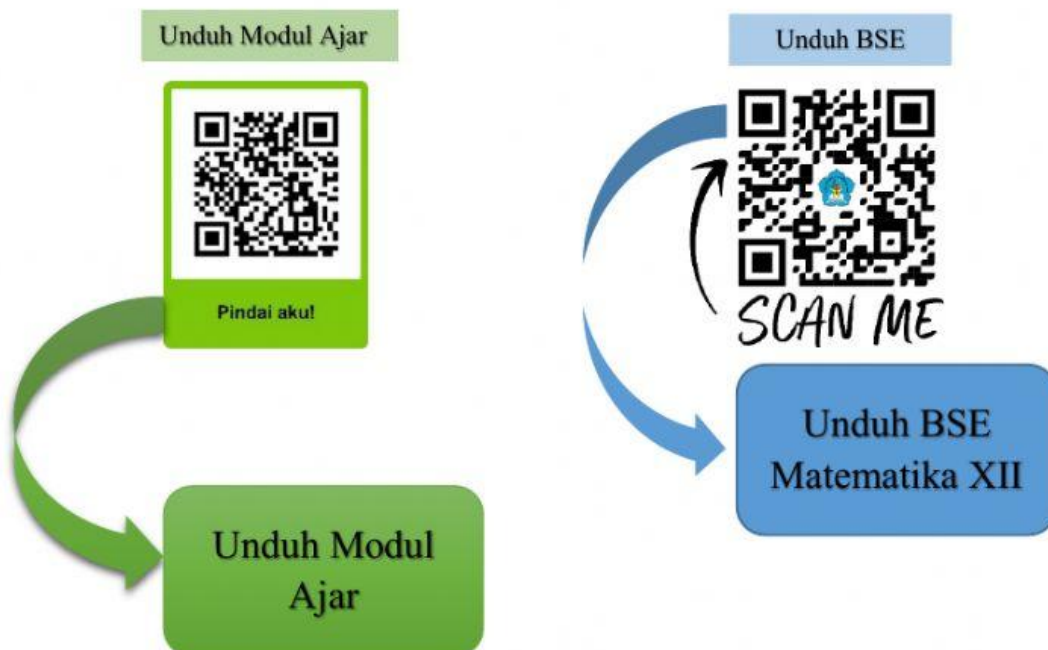 Unduh Modul Ajar
Pindai aku!
Unduh Modul
Ajar
Unduh BSE
SCAN ME
Unduh BSE
Matematika XII